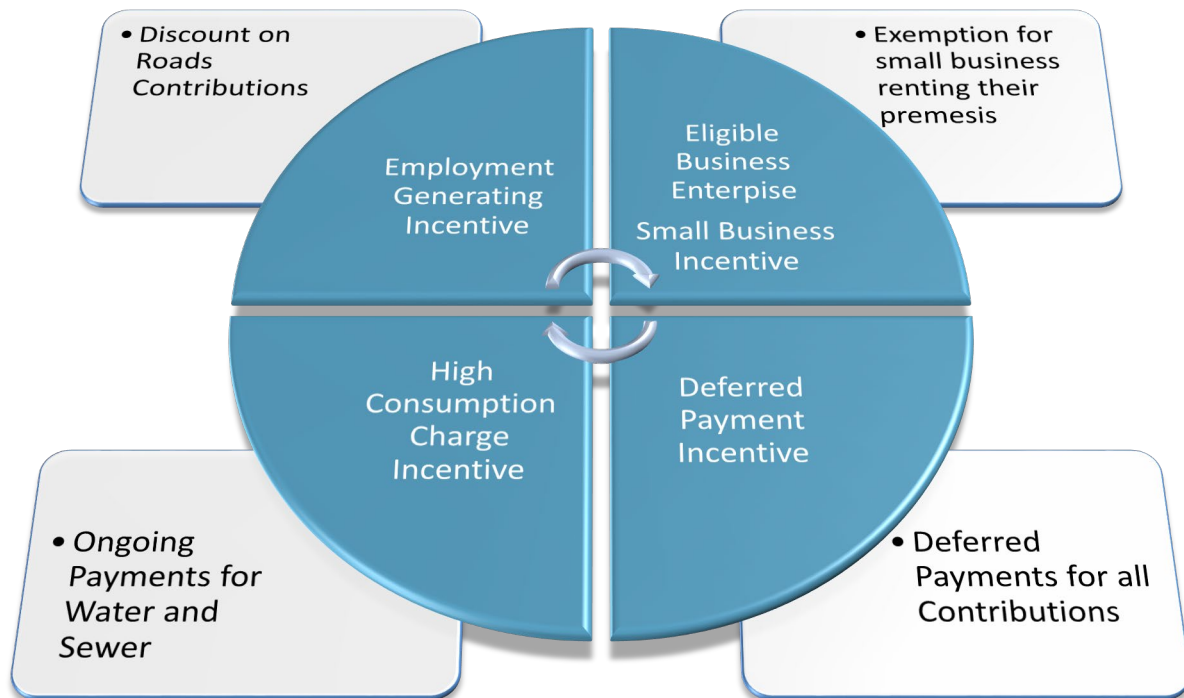 • Discount on
Roads
Contributions
• Exemption for
small business
renting their
premesis
Employment
Generating
Incentive
Eligible
Business
Enterpise
Small Business
Incentive
High
Consumption
Charge
Incentive
Deferred
Payment
Incentive
• Ongoing
Payments for
Water and
Sewer
• Deferred
Payments for all
Contributions